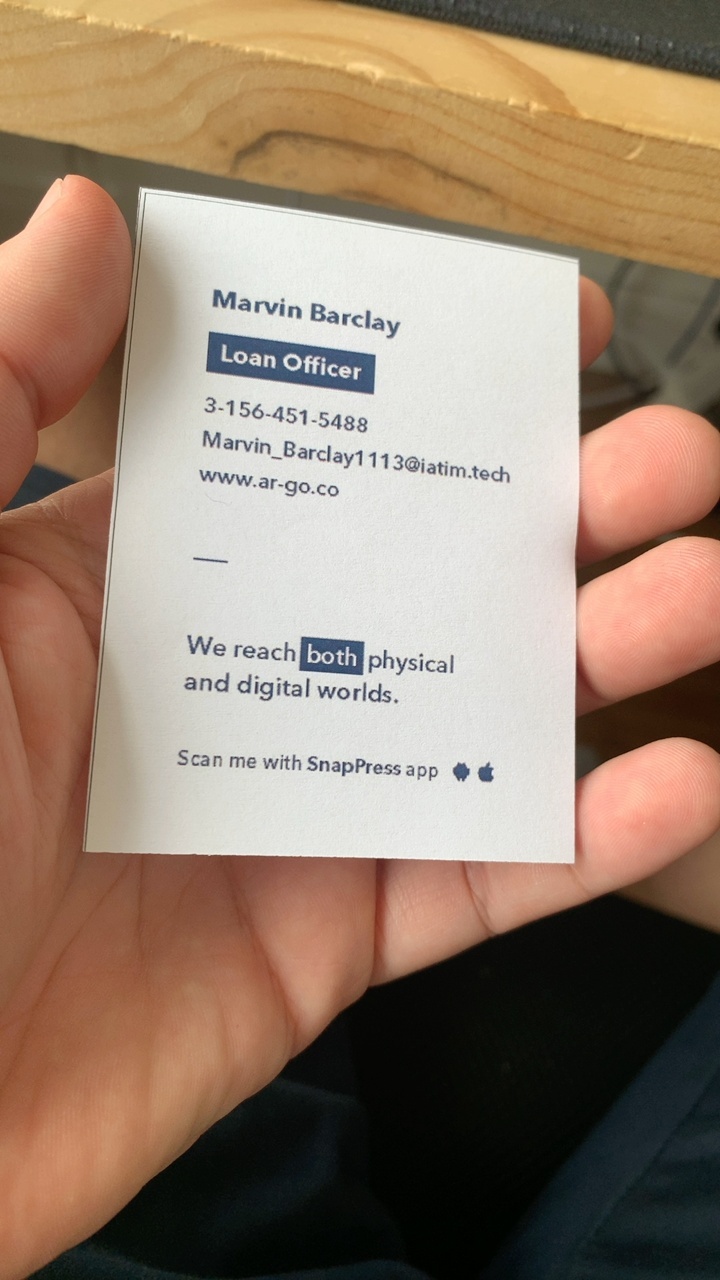 Marvin Barclay
Loan Officer
3-156-451-5488
Marvin_Barclay1113@iatim.tech
www.ar-go.co
We reach both physical
and digital worlds.
Scan me with SnapPress app